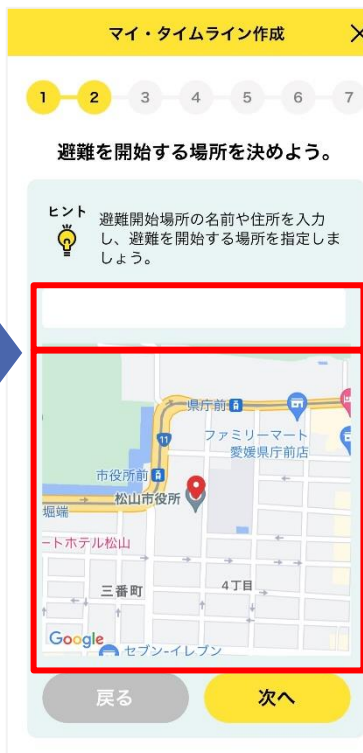 マイ・タイムライン作成
1 2 3 4 5 6 7
避難を開始する場所を決めよう。
ヒント
避難開始場所の名前や住所を入力
し、避難を開始する場所を指定しま
しょう。
県庁前
11
ファミリーマート
愛媛県庁前店
市役所前
松山市役所
堀端
ートホテル松山
三番町
4丁目
Google
セブン-イレブン
戻る
次へ